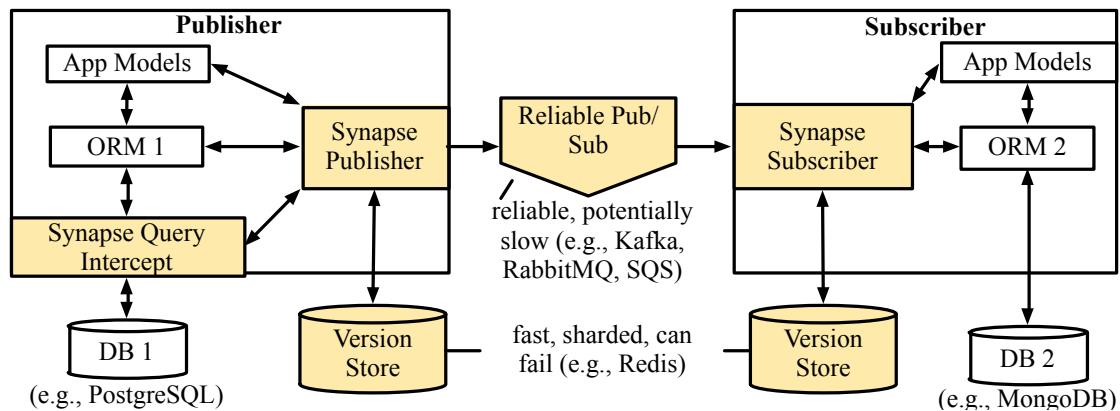 Publisher
App Models
ORM 1
Synapse Query
Intercept
DB 1
(e.g., PostgreSQL)
Synapse
Publisher
Version
Store
Reliable Pub/
Sub
reliable, potentially
slow (e.g., Kafka,
RabbitMQ, SQS)
fast, sharded, can
fail (e.g., Redis)
Subscriber
App Models
Synapse
Subscriber
ORM 2
Version
Store
DB 2
(e.g., MongoDB)